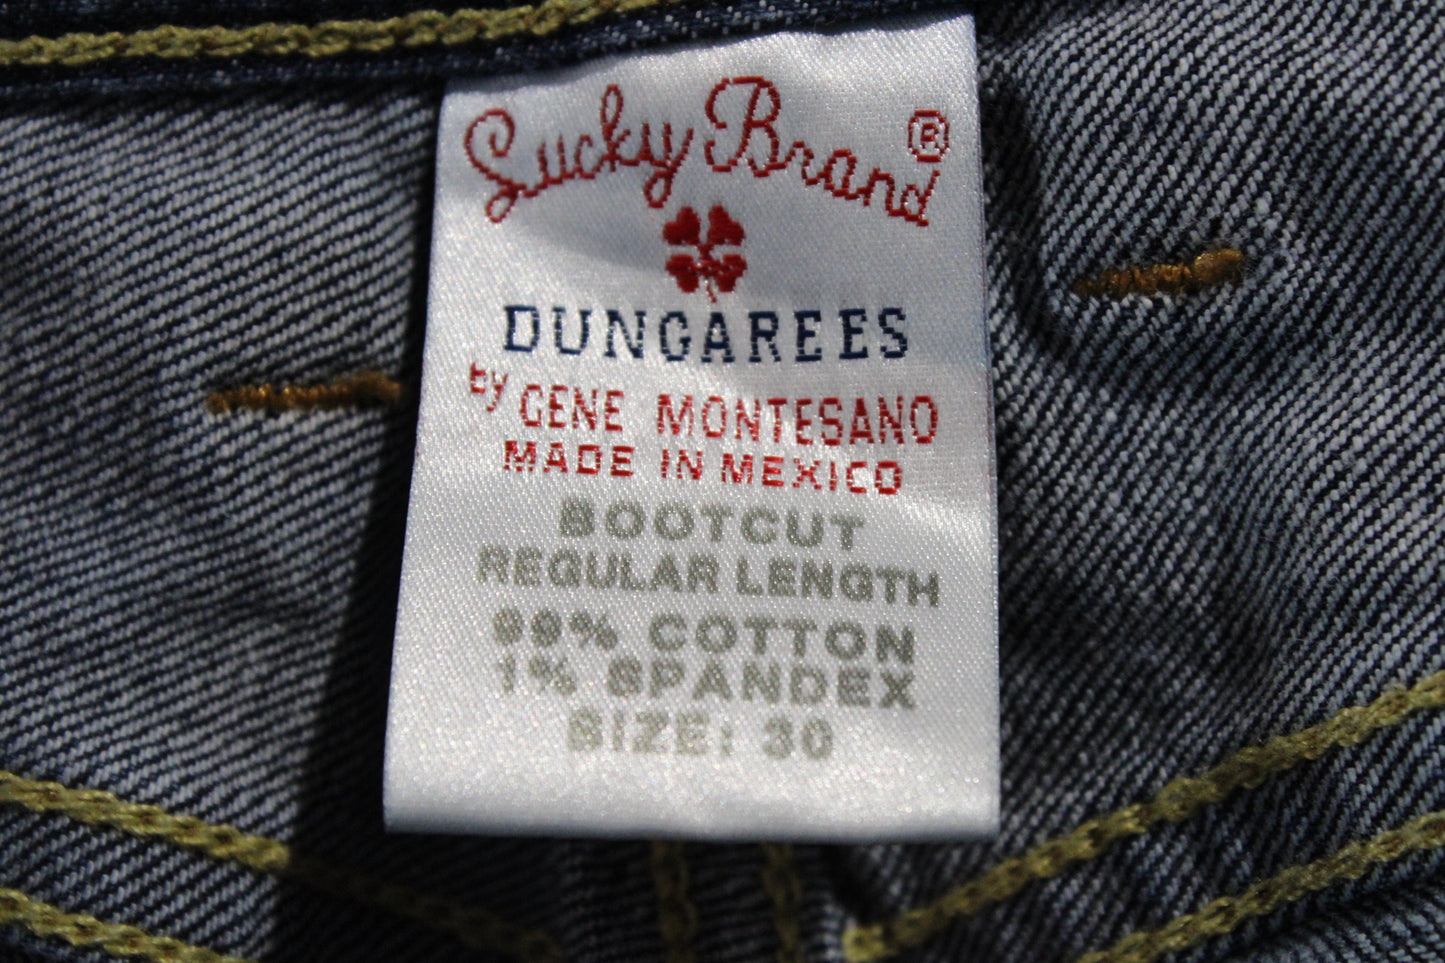 Lucky Brand®
DUNGAREES
by GENE MONTESANO
MADE IN MEXICO
BOOTCUT
REGULAR LENGTH
99% COTTON
1% SPANDEX
SIZE: 30